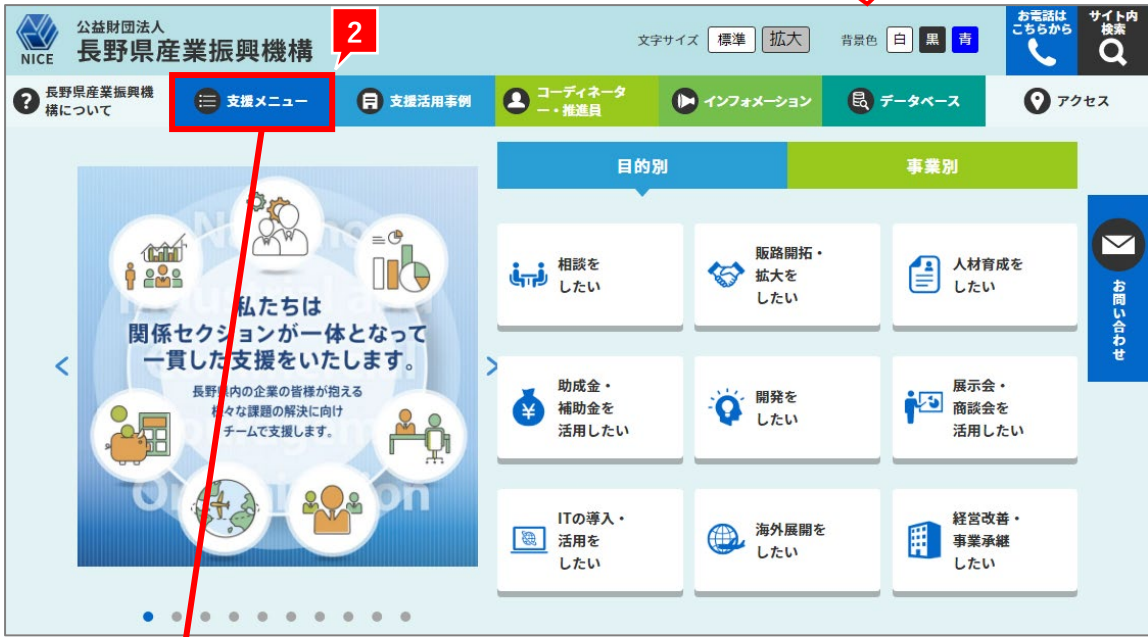 NICE
公益財団法人
長野県産業振興機構
2
文字サイズ 標準 拡大
背景色 白 黒 青
お電話は
こちらから
サイト内
検索
長野県産業振興機
構について
支援メニュー
支援活用事例
コーディネータ
ー・推進員
インフォメーション
データベース
アクセス
私たちは
関係セクションが一体となって
一貫した支援をいたします。
長野県内の企業の皆様が抱える
様々な課題の解決に向け
チームで支援します。
目的別
事業別
相談を
したい
販路開拓・
拡大を
したい
人材育成を
したい
助成金・
補助金を
活用したい
開発を
したい
展示会・
商談会を
活用したい
ITの導入・
活用を
したい
海外展開を
したい
経営改善・
事業承継
したい
お問い合わせ